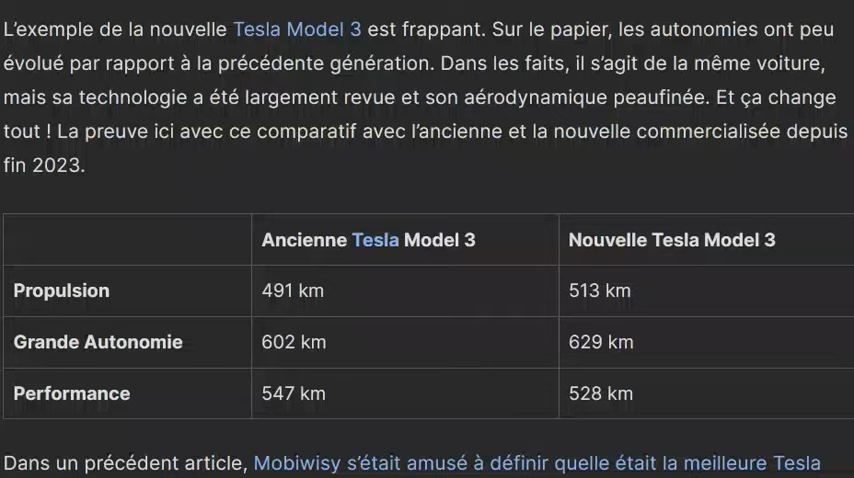 L’exemple de la nouvelle Tesla Model 3 est frappant. Sur le papier, les autonomies ont peu
évolué par rapport à la précédente génération. Dans les faits, il s’agit de la même voiture,
mais sa technologie a été largement revue et son aérodynamique peaufinée. Et ça change
tout ! La preuve ici avec ce comparatif avec l’ancienne et la nouvelle commercialisée depuis
fin 2023.
Ancienne Tesla Model 3 Nouvelle Tesla Model 3
Propulsion 491 km 513 km
Grande Autonomie 602 km 629 km
Performance 547 km 528 km
Dans un précédent article, Mobiwisy s’était amusé à définir quelle était la meilleure Tesla